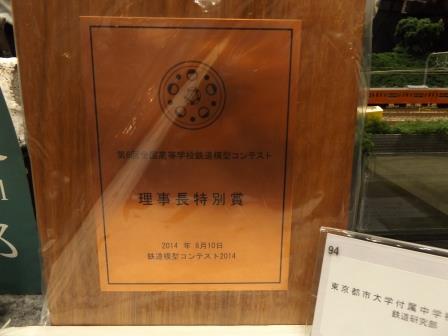 第6回全国高等学校鉄道模型コンテスト
理事長特別賞
2014 年 8月10日
鉄道模型コンテスト2014
94
東京都市大学付属中学
鉄道研究部